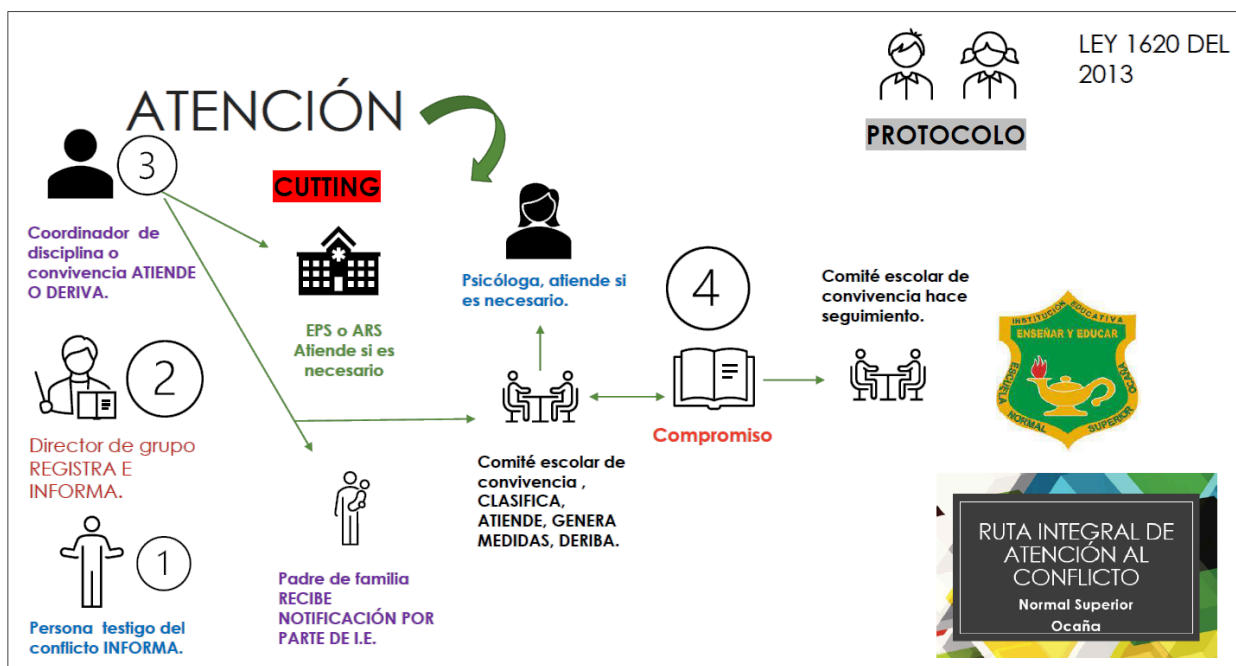 LEY 1620 DEL
2013
PROTOCOLO
ATENCIÓN
3
CUTTING
Coordinador de
disciplina o
convivencia ATIENDE
O DERIVA.
EPS o ARS
Atiende si es
necesario
Psicóloga, atiende si
es necesario.
4
Compromiso
Comité escolar de
convivencia hace
seguimiento.
2
Director de grupo
REGISTRA E
INFORMA.
Comité escolar de
convivencia ,
CLASIFICA,
ATIENDE, GENERA
MEDIDAS, DERIBA.
1
Persona testigo del
conflicto INFORMA.
Padre de familia
RECIBE
NOTIFICACIÓN POR
PARTE DE I.E.
INSTITUCIÓN EDUCATIVA
ENSEÑAR Y EDUCAR
ESCUELA NORMAL SUPERIOR OCAÑA
RUTA INTEGRAL DE
ATENCIÓN AL
CONFLICTO
Normal Superior
Ocaña